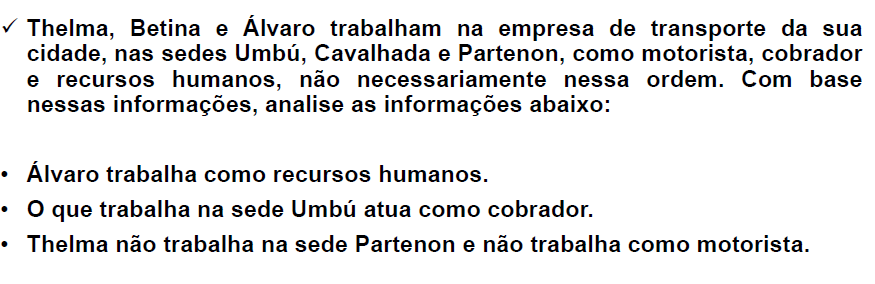 ✓ Thelma, Betina e Álvaro trabalham na empresa de transporte da sua
cidade, nas sedes Umbú, Cavalhada e Partenon, como motorista, cobrador
e recursos humanos, não necessariamente nessa ordem. Com base
nessas informações, analise as informações abaixo:
• Álvaro trabalha como recursos humanos.
• O que trabalha na sede Umbú atua como cobrador.
• Thelma não trabalha na sede Partenon e não trabalha como motorista.